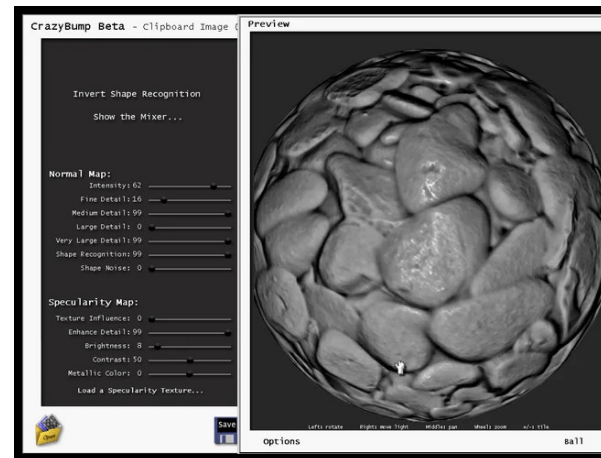 CrazyBump Beta - Clipboard Image (
Preview
Invert Shape Recognition
Show the Mixer...
Normal Map:
Intensity: 62
Fine Detail: 16
Medium Detail: 99
Large Detail: 0
Very Large Detail: 99
Shape Recognition: 99
Shape Noise: 0
Specularity Map:
Texture Influence: 0
Enhance Detail: 99
Brightness: 8
Contrast: 50
Metallic Color: 0
Load a Specularity Texture...
Open
Save
Left: rotate Right: move light Middle: pan Wheel: zoom +/-: tile
Options
Ball